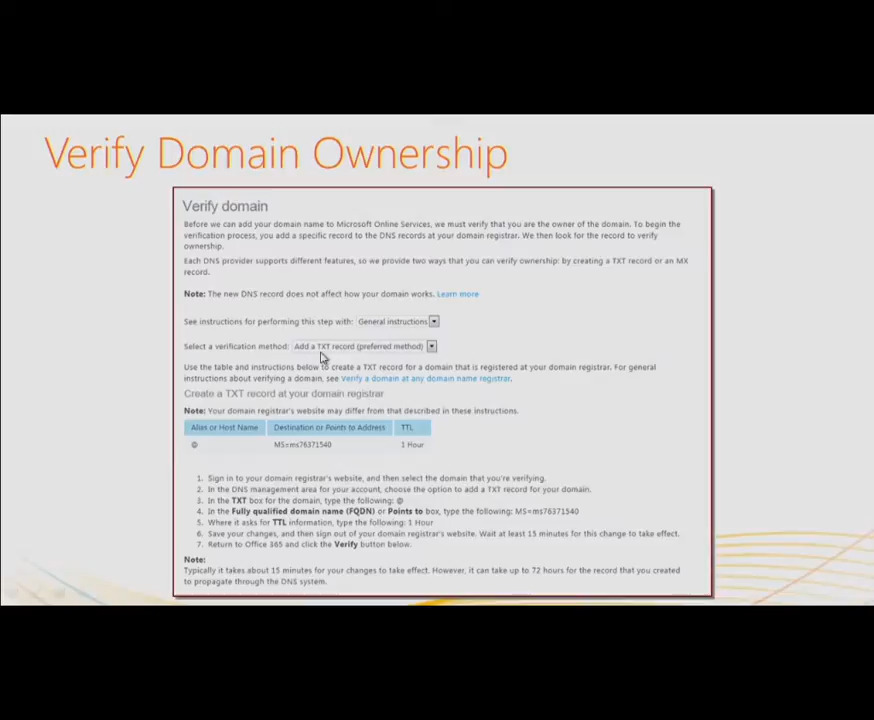 Verify Domain Ownership
Verify domain
Before we can add your domain name to Microsoft Online Services, we must verify that you are the owner of the domain. To begin the
verification process, you add a specific record to the DNS records at your domain registrar. We then look for the record to verify
ownership.
Each DNS provider supports different features, so we provide two ways that you can verify ownership: by creating a TXT record or an MX
record.
Note: The new DNS record does not affect how your domain works. Learn more
See instructions for performing this step with: General instructions
Select a verification method: Add a TXT record (preferred method)
Use the table and instructions below to create a TXT record for a domain that is registered at your domain registrar. For general
instructions about verifying a domain, see Verify a domain at any domain name registrar.
Create a TXT record at your domain registrar
Note: Your domain registrar's website may differ from that described in these instructions.
Alias or Host Name Destination or Points to Address TTL
@ MS=ms76371540 1 Hour
1. Sign in to your domain registrar's website, and then select the domain that you're verifying.
2. In the DNS management area for your account, choose the option to add a TXT record for your domain.
3. In the TXT box for the domain, type the following: @
4. In the Fully qualified domain name (FQDN) or Points to box, type the following: MS=ms76371540
5. Where it asks for TTL information, type the following: 1 Hour
6. Save your changes, and then sign out of your domain registrar's website. Wait at least 15 minutes for this change to take effect.
7. Return to Office 365 and click the Verify button below.
Note:
Typically it takes about 15 minutes for your changes to take effect. However, it can take up to 72 hours for the record that you created
to propagate through the DNS system.